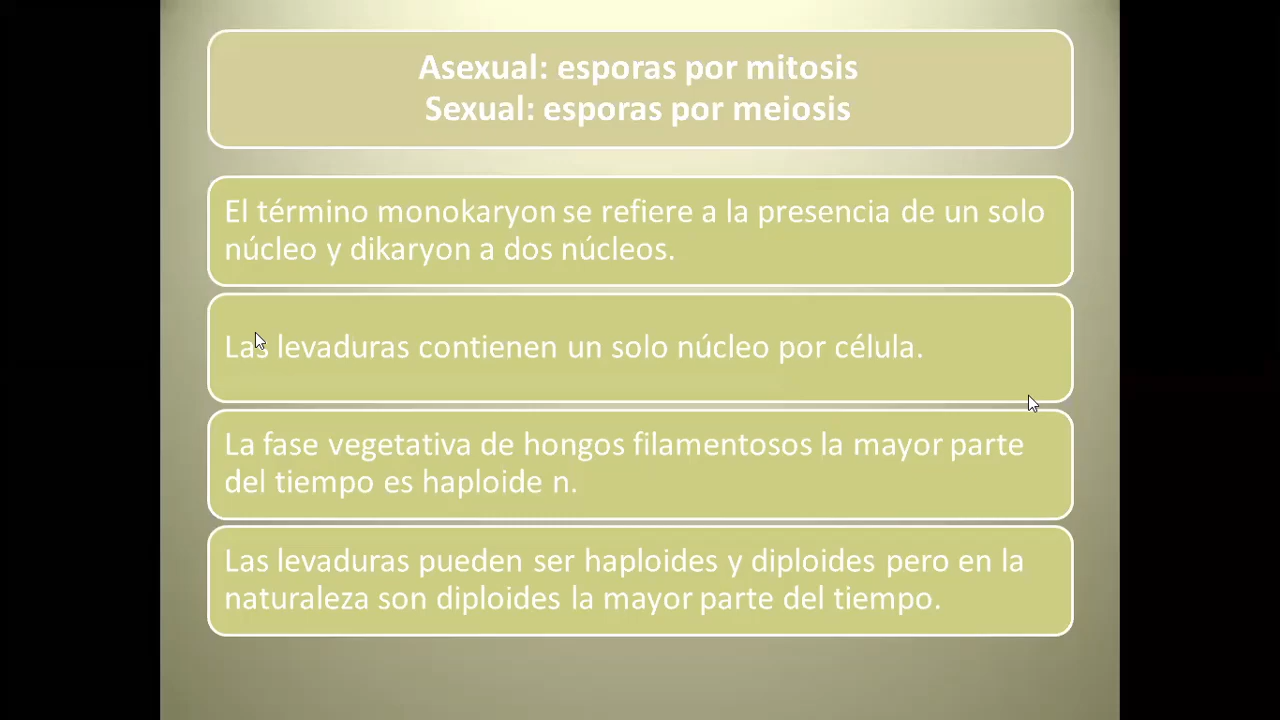 Asexual: esporas por mitosis
Sexual: esporas por meiosis
El término monokaryon se refiere a la presencia de un solo
núcleo y dikaryon a dos núcleos.
Las levaduras contienen un solo núcleo por célula.
La fase vegetativa de hongos filamentosos la mayor parte
del tiempo es haploide n.
Las levaduras pueden ser haploides y diploides pero en la
naturaleza son diploides la mayor parte del tiempo.